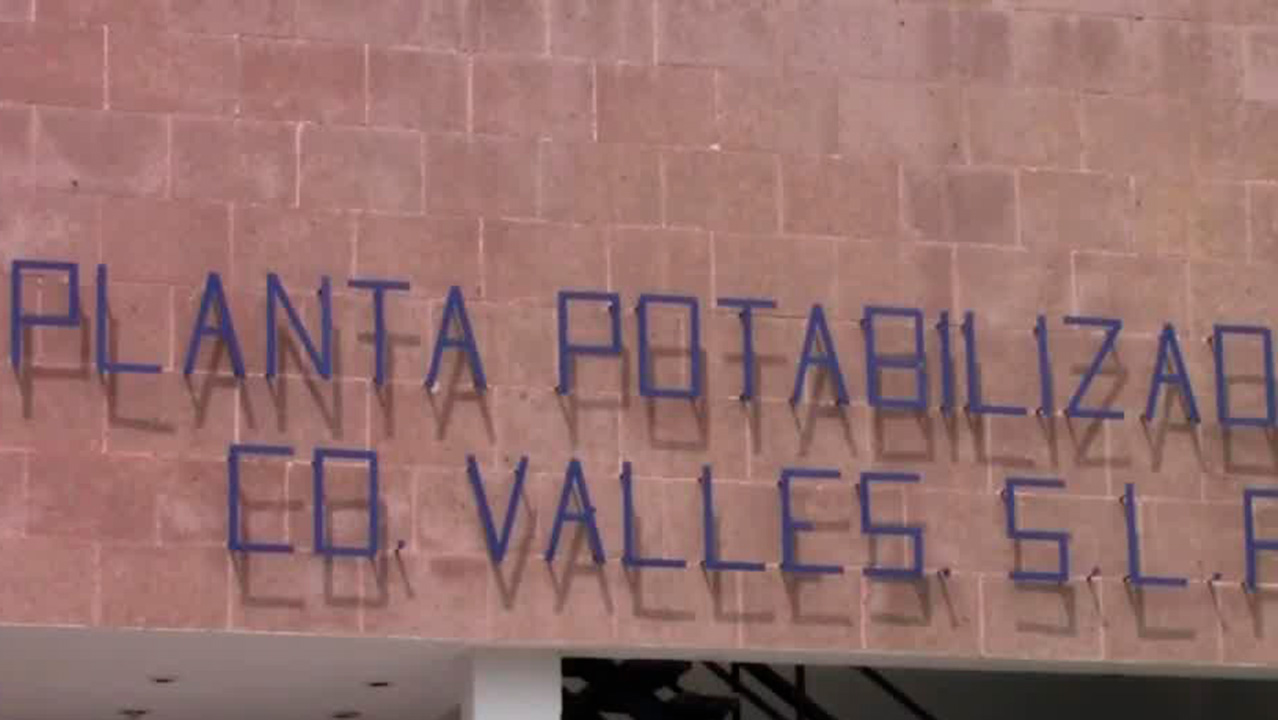 PLANTA POTABILIZAD
CD. VALLES. S.L.P